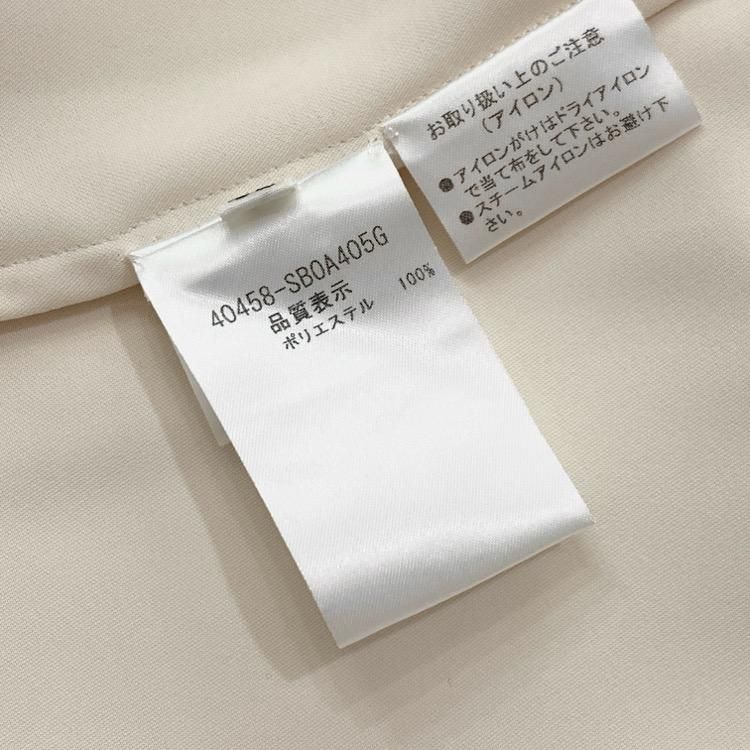 40458-SB0A405G
品質表示
ポリエステル 100%
お取り扱い上のご注意
(アイロン)
●アイロンがけはドライアイロン
で当て布をして下さい。
●スチームアイロンはお避け下
さい。